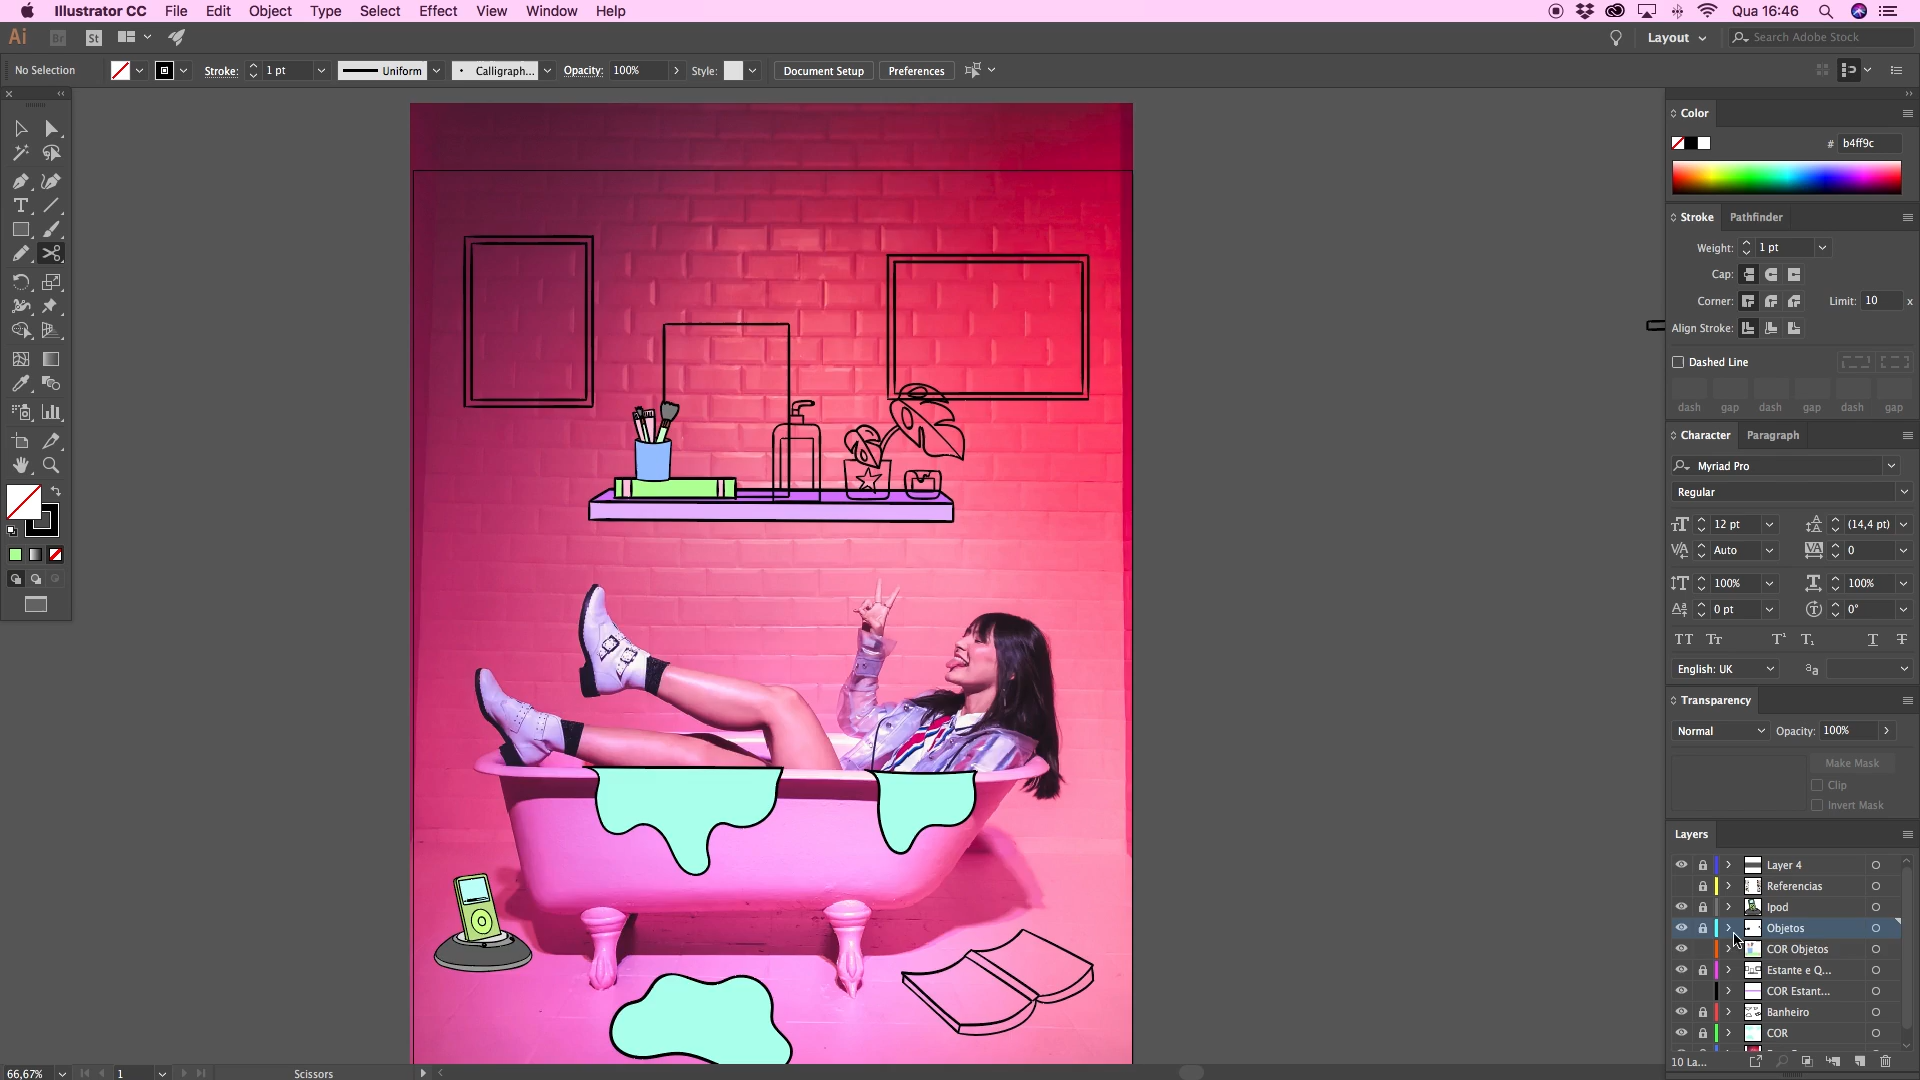 Illustrator CC File Edit Object Type Select Effect View Window Help Qua 16:46
Ai Br St Layout Search Adobe Stock
No Selection Stroke: 1 pt Uniform Calligraph... Opacity: 100% Style: Document Setup Preferences
Color
# b4ff9c
Stroke Pathfinder
Weight: 1 pt
Cap:
Corner: Limit: 10 x
Align Stroke:
Dashed Line
dash gap dash gap dash gap
Character Paragraph
Myriad Pro
Regular
12 pt (14,4 pt)
Auto 0
100% 100%
0 pt 0°
English: UK
Transparency
Normal Opacity: 100%
Make Mask
Clip
Invert Mask
Layers
Layer 4
Referencias
Ipod
Objetos
COR Objetos
Estante e Q...
COR Estant...
Banheiro
COR
10 La...
66,67% 1 Scissors